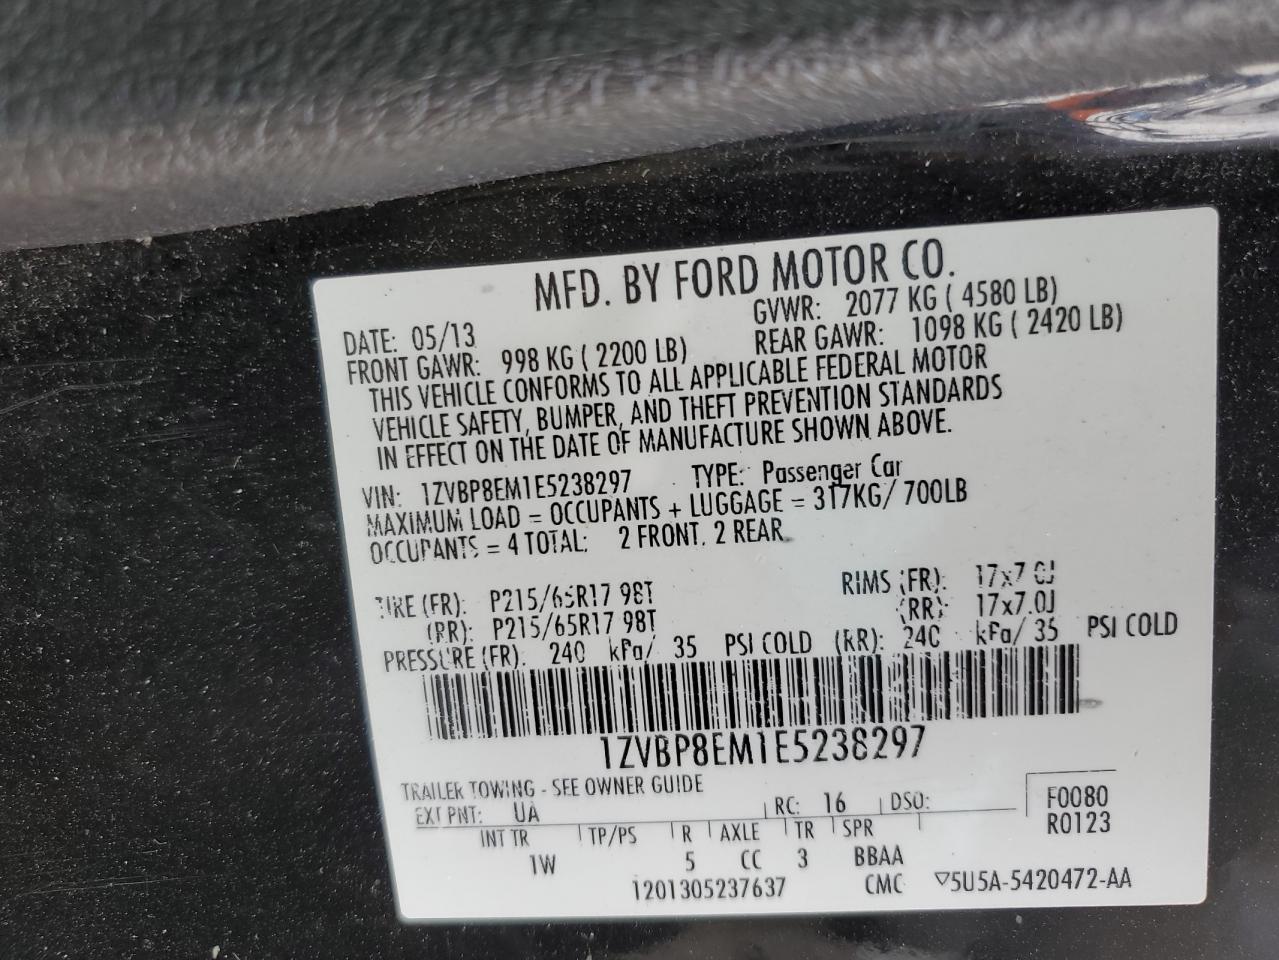 MFD. BY FORD MOTOR CO.
DATE: 05/13 GVWR: 2077 KG ( 4580 LB)
FRONT GAWR: 998 KG ( 2200 LB) REAR GAWR: 1098 KG ( 2420 LB)
THIS VEHICLE CONFORMS TO ALL APPLICABLE FEDERAL MOTOR
VEHICLE SAFETY, BUMPER, AND THEFT PREVENTION STANDARDS
IN EFFECT ON THE DATE OF MANUFACTURE SHOWN ABOVE.
VIN: 1ZVBP8EM1E5238297 TYPE: Passenger Car
MAXIMUM LOAD = OCCUPANTS + LUGGAGE = 317KG/ 700LB
OCCUPANTS = 4 TOTAL: 2 FRONT, 2 REAR
TIRE (FR): P215/65R17 98T RIMS (FR): 17x7.0J
(RR): P215/65R17 98T (RR): 17x7.0J
PRESSURE (FR): 240 kPa/ 35 PSI COLD (RR): 240 kPa/ 35 PSI COLD
1ZVBP8EM1E5238297
TRAILER TOWING - SEE OWNER GUIDE
EXT PNT: UA RC: 16 DSO: F0080
R0123
INT TR TP/PS R AXLE TR SPR
1W 5 CC 3 BBAA
1201305237637 CMC ▽5U5A-5420472-AA